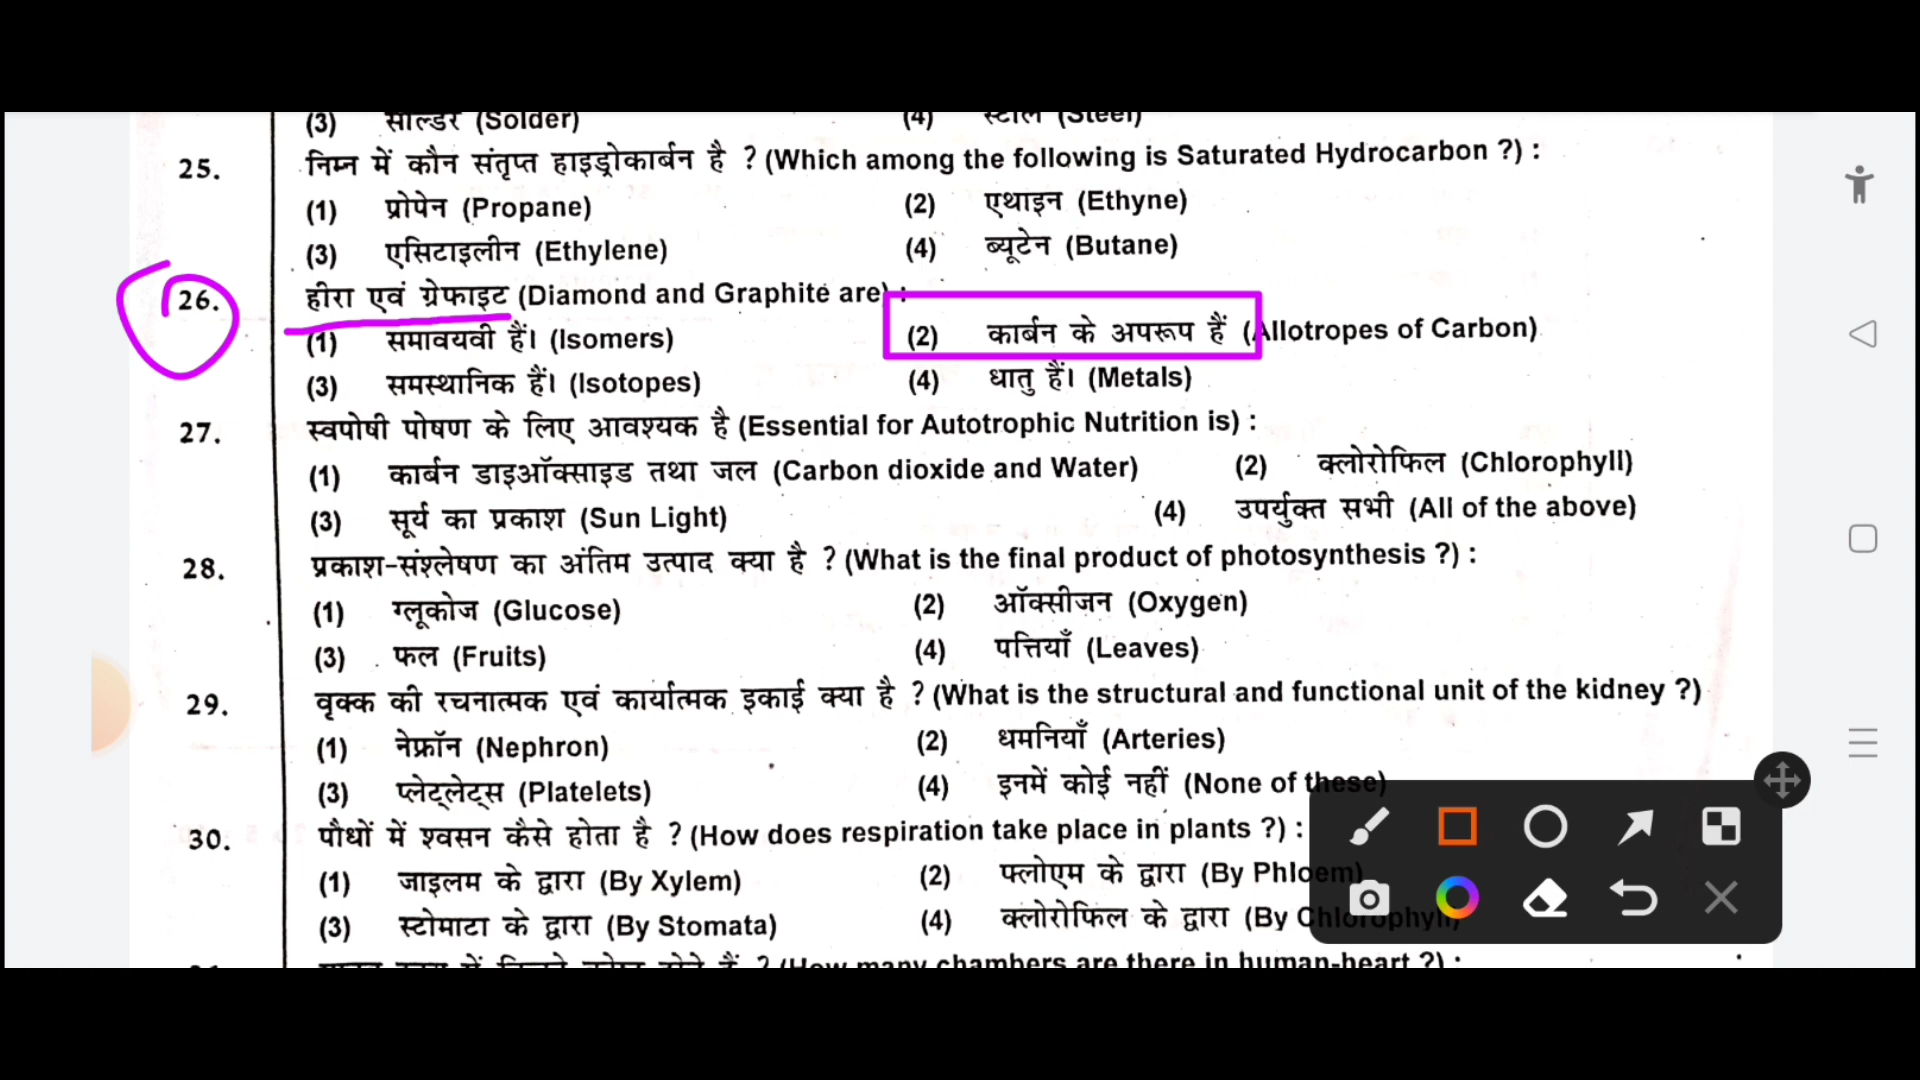 (3) साल्डर (Solder) (4) स्टील (Steel)
25. निम्न में कौन संतृप्त हाइड्रोकार्बन है ? (Which among the following is Saturated Hydrocarbon ?) :
(1) प्रोपेन (Propane) (2) एथाइन (Ethyne)
(3) एसिटाइलीन (Ethylene) (4) ब्यूटेन (Butane)
26. हीरा एवं ग्रेफाइट (Diamond and Graphite are) :
(1) समावयवी हैं। (Isomers) (2) कार्बन के अपरूप हैं (Allotropes of Carbon)
(3) समस्थानिक हैं। (Isotopes) (4) धातु हैं। (Metals)
27. स्वपोषी पोषण के लिए आवश्यक है (Essential for Autotrophic Nutrition is) :
(1) कार्बन डाइऑक्साइड तथा जल (Carbon dioxide and Water) (2) क्लोरोफिल (Chlorophyll)
(3) सूर्य का प्रकाश (Sun Light) (4) उपर्युक्त सभी (All of the above)
28. प्रकाश-संश्लेषण का अंतिम उत्पाद क्या है ? (What is the final product of photosynthesis ?) :
(1) ग्लूकोज (Glucose) (2) ऑक्सीजन (Oxygen)
(3) फल (Fruits) (4) पत्तियाँ (Leaves)
29. वृक्क की रचनात्मक एवं कार्यात्मक इकाई क्या है ? (What is the structural and functional unit of the kidney ?)
(1) नेफ्रॉन (Nephron) (2) धमनियाँ (Arteries)
(3) प्लेट्लेट्स (Platelets) (4) इनमें कोई नहीं (None of these)
30. पौधों में श्वसन कैसे होता है ? (How does respiration take place in plants ?) :
(1) जाइलम के द्वारा (By Xylem) (2) फ्लोएम के द्वारा (By Phloem)
(3) स्टोमाटा के द्वारा (By Stomata) (4) क्लोरोफिल के द्वारा (By Chlorophyll)
(How many chambers are there in human-heart ?) :